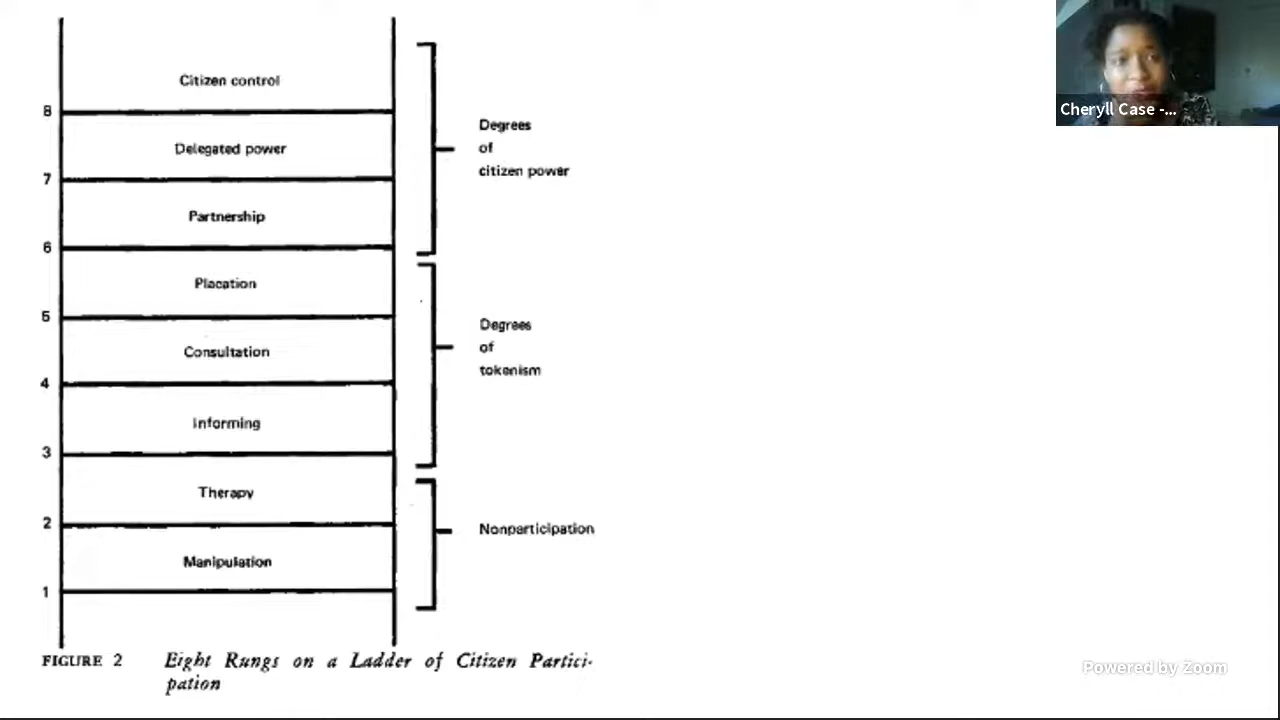 Citizen control
8
Delegated power
7
Partnership
6
Placation
5
Consultation
4
Informing
3
Therapy
2
Manipulation
1
Degrees
of
citizen power
Degrees
of
tokenism
Nonparticipation
FIGURE 2 Eight Rungs on a Ladder of Citizen Partici-
pation
Cheryll Case -...
Powered by Zoom